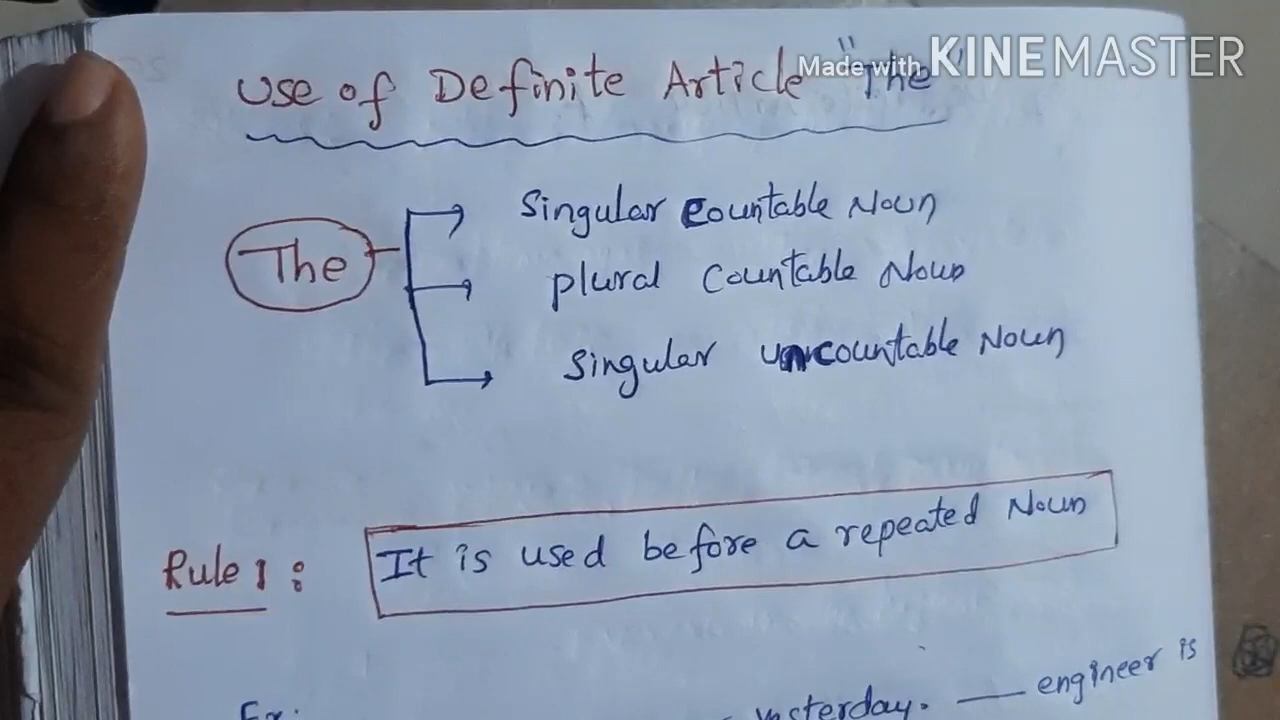 Made with KINEMASTER
Use of Definite Article "The"
The
Singular Countable Noun
plural Countable Noun
Singular uncountable Noun
Rule 1 :
It is used before a repeated Noun
Ex: yesterday. — engineer is